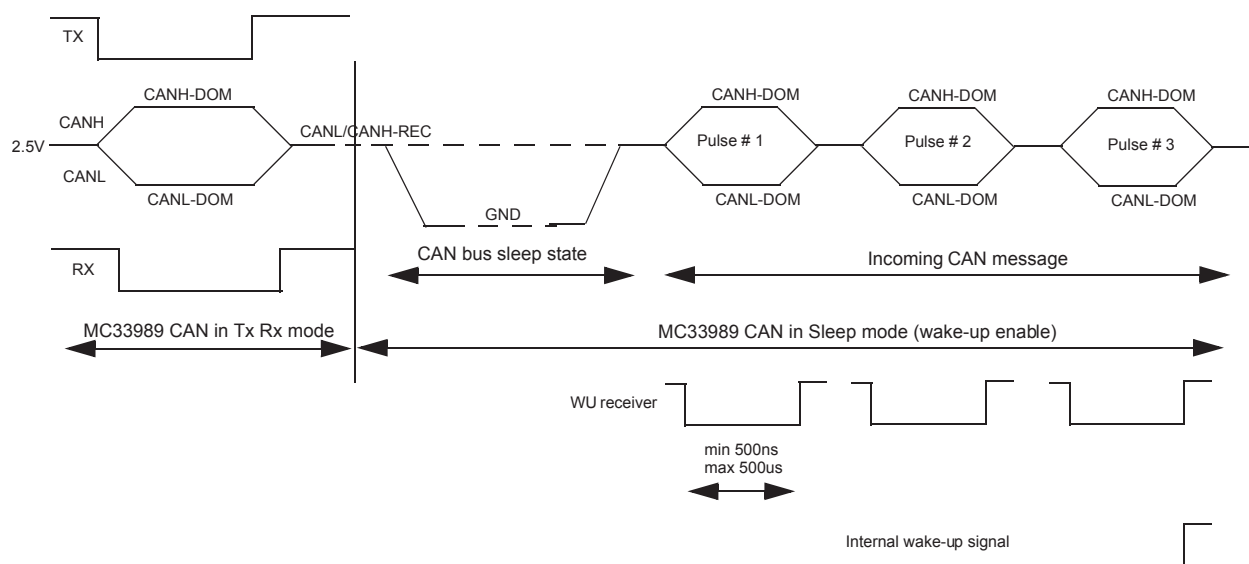 TX
CANH-DOM
CANH-DOM
CANH-DOM
CANH-DOM
CANH
CANL/CANH-REC
2.5V
Pulse # 1
Pulse # 2
Pulse # 3
CANL
CANL-DOM
CANL-DOM
CANL-DOM
CANL-DOM
GND
CAN bus sleep state
Incoming CAN message
RX
MC33989 CAN in Tx Rx mode
MC33989 CAN in Sleep mode (wake-up enable)
WU receiver
min 500ns
max 500us
Internal wake-up signal